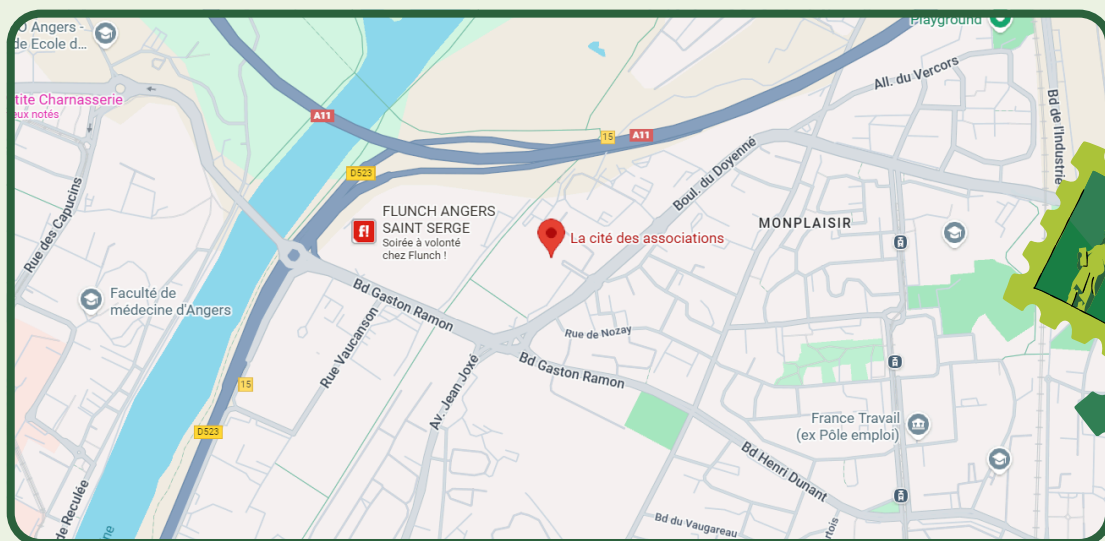 O Angers -
de Ecole d...
Playground
tite Charnasserie
eux notés
A11
15
A11
All. du Vercors
Bd de l'Industrie
D523
Boul. du Doyenné
Rue des Capucins
FLUNCH ANGERS
SAINT SERGE
Soirée à volonté
chez Flunch !
f!
La cité des associations
MONPLAISIR
Faculté de
médecine d'Angers
Bd Gaston Ramon
Rue Vaucanson
Rue de Nozay
Av. Jean Joxé
Bd Gaston Ramon
15
D523
France Travail
(ex Pôle emploi)
Bd Henri Dunant
de Reculée
ne
Bd du Vaugareau
rtois